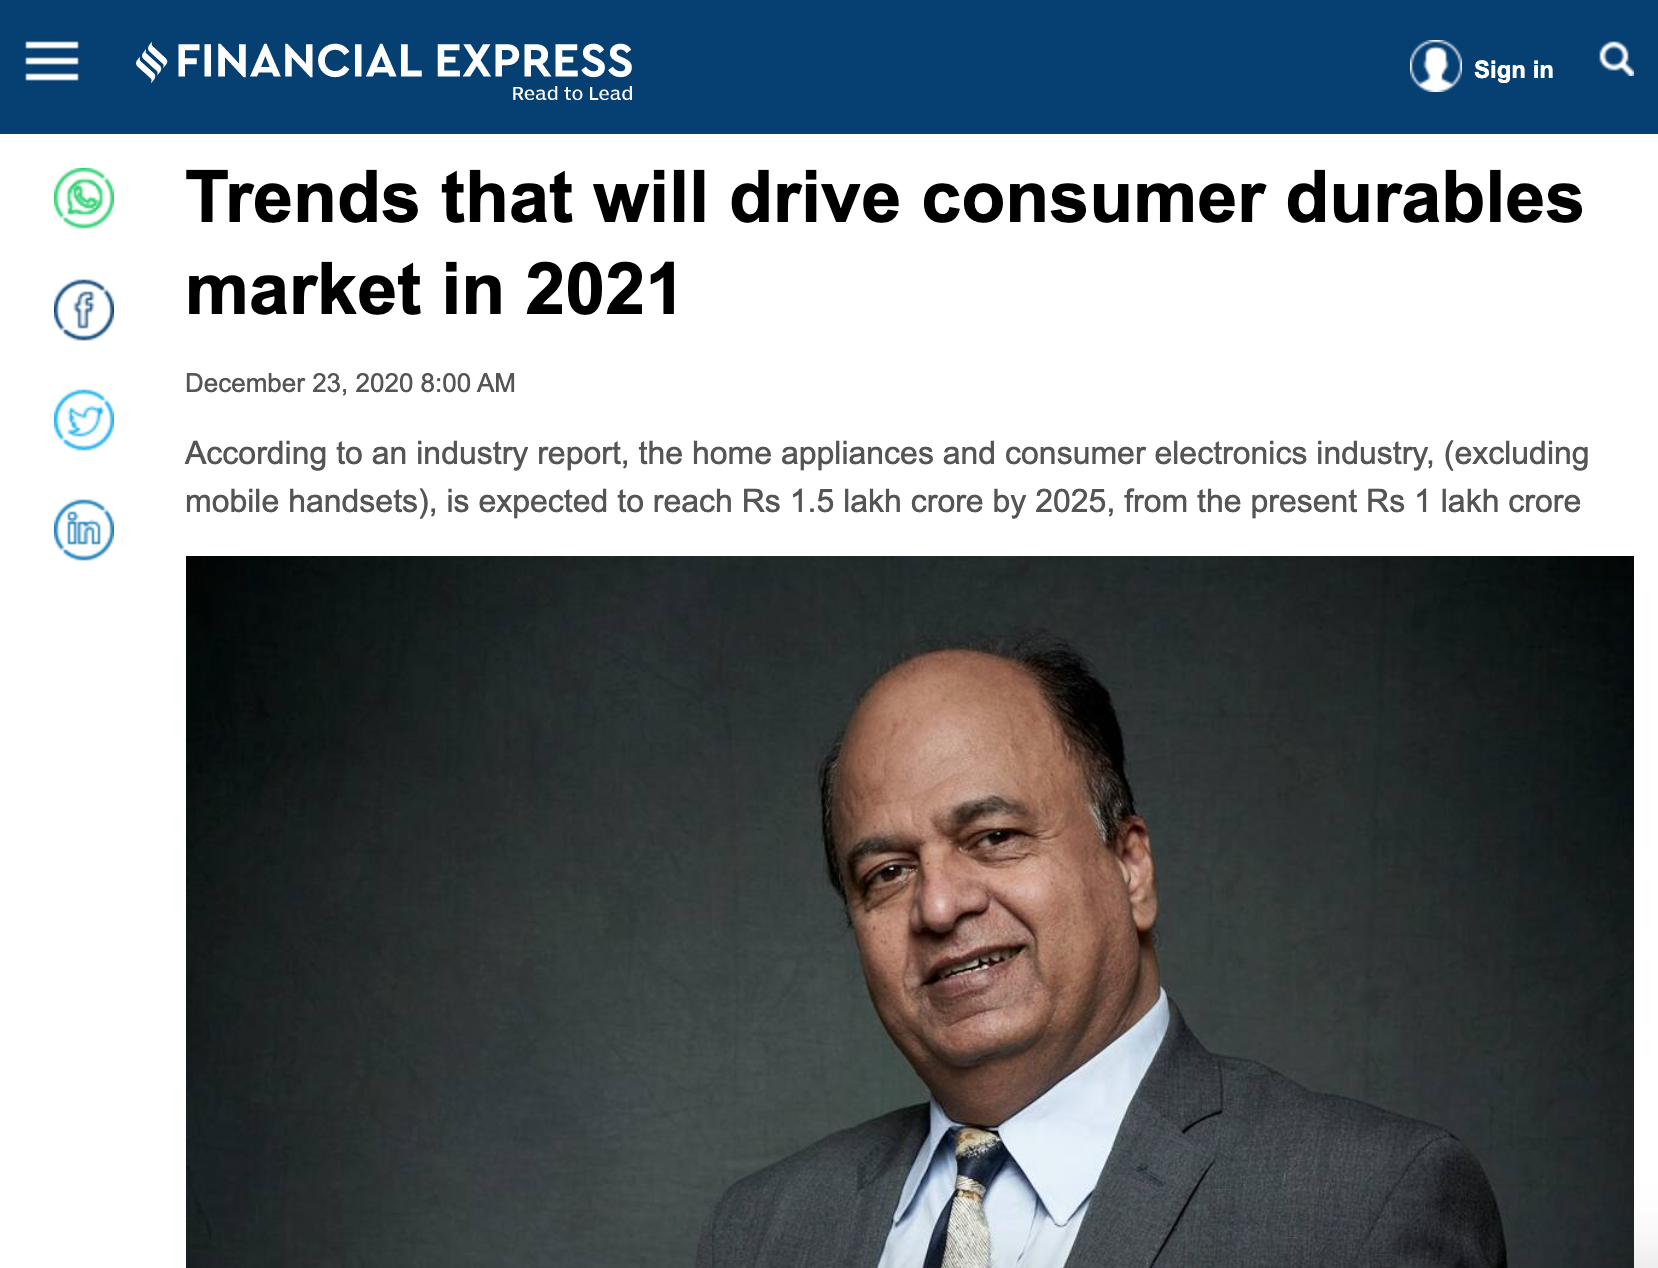 FINANCIAL EXPRESS
Read to Lead
Sign in
Trends that will drive consumer durables
market in 2021
December 23, 2020 8:00 AM
According to an industry report, the home appliances and consumer electronics industry, (excluding
mobile handsets), is expected to reach Rs 1.5 lakh crore by 2025, from the present Rs 1 lakh crore